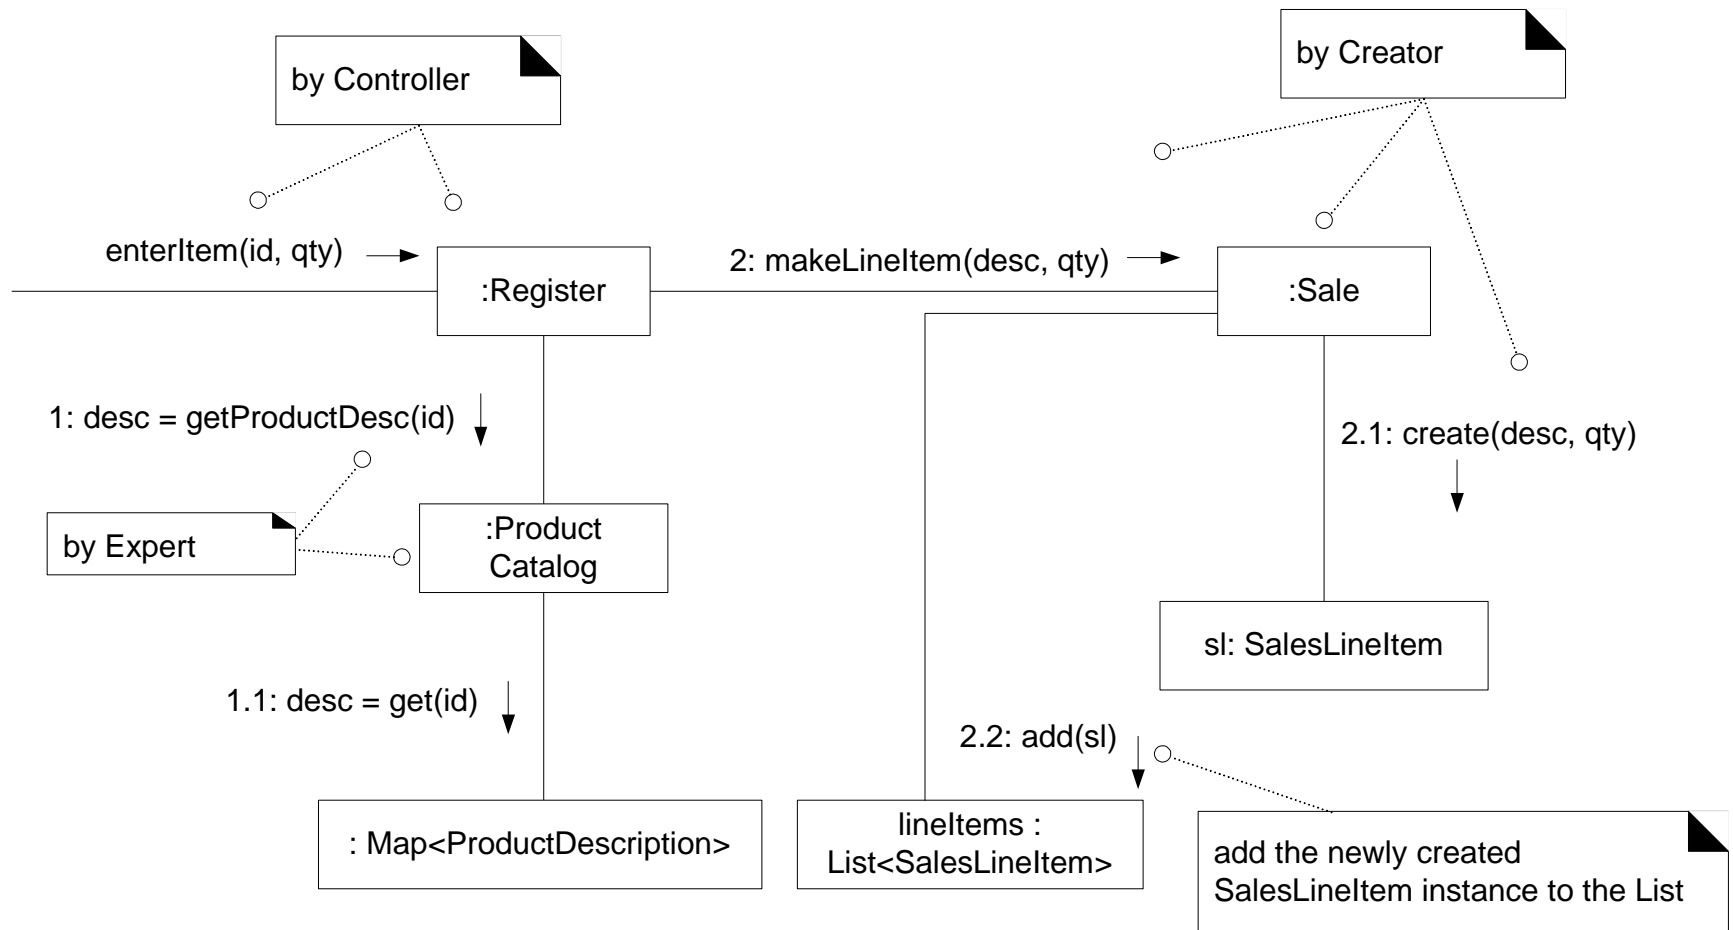 by Controller
by Creator
enterItem(id, qty)
2: makeLineItem(desc, qty)
:Register
:Sale
1: desc = getProductDesc(id)
2.1: create(desc, qty)
by Expert
:Product
Catalog
sl: SalesLineItem
1.1: desc = get(id)
2.2: add(sl)
: Map<ProductDescription>
lineItems :
List<SalesLineItem>
add the newly created
SalesLineItem instance to the List